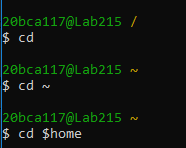 20bca117@Lab215 /
$ cd
20bca117@Lab215 ~
$ cd ~
20bca117@Lab215 ~
$ cd $home